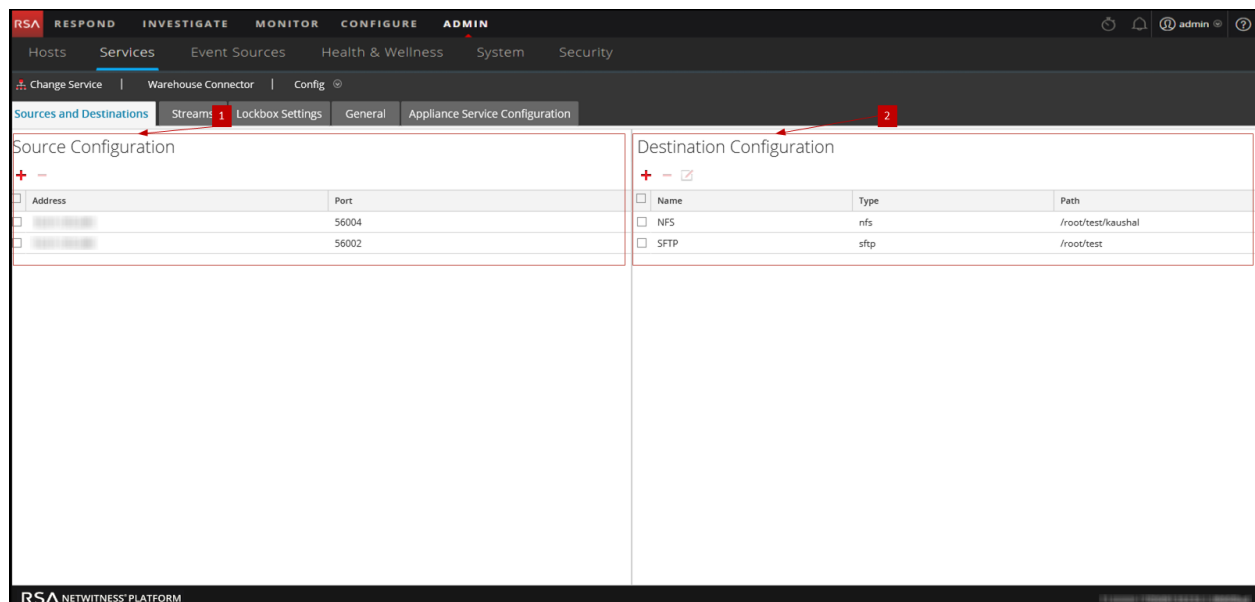 RSA RESPOND INVESTIGATE MONITOR CONFIGURE ADMIN admin ?
Hosts Services Event Sources Health & Wellness System Security
Change Service | Warehouse Connector | Config
Sources and Destinations Streams 1 Lockbox Settings General Appliance Service Configuration 2
Source Configuration
+ −
Address Port
56004
56002
Destination Configuration
+ −
Name Type Path
NFS nfs /root/test/kaushal
SFTP sftp /root/test
RSA NETWITNESS® PLATFORM